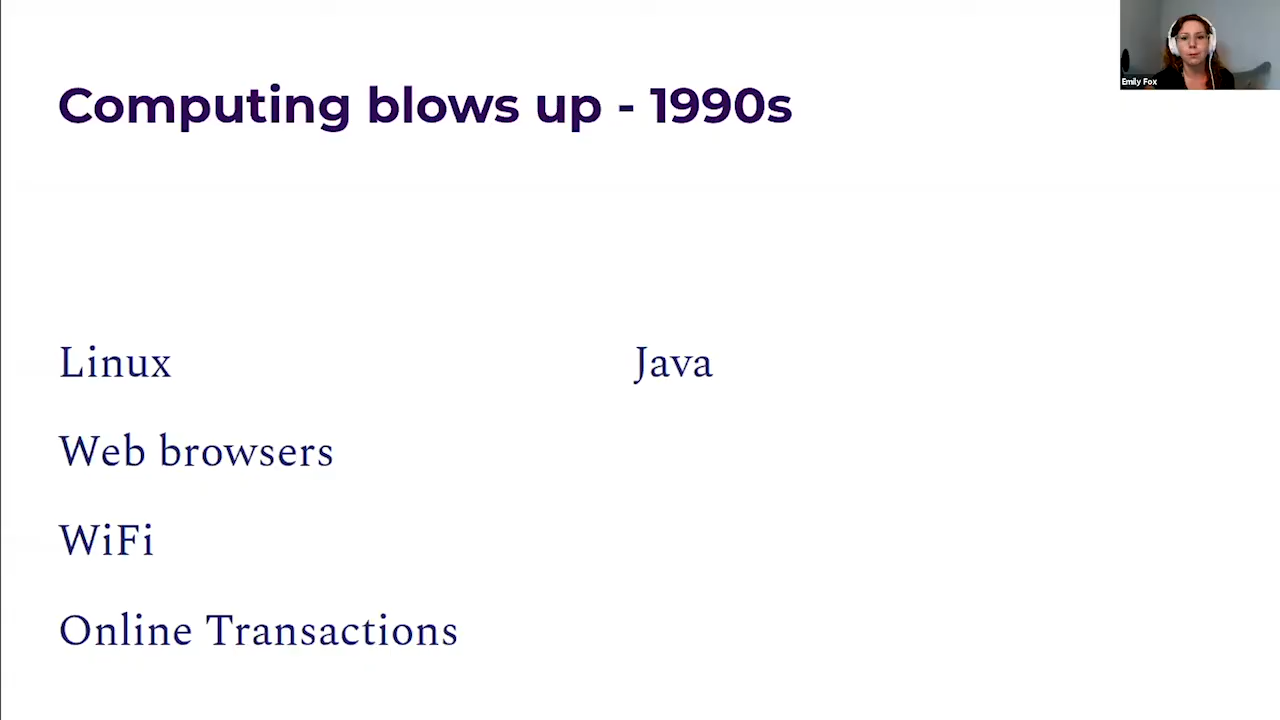 Computing blows up - 1990s
Emily Fox
Linux
Web browsers
WiFi
Online Transactions
Java